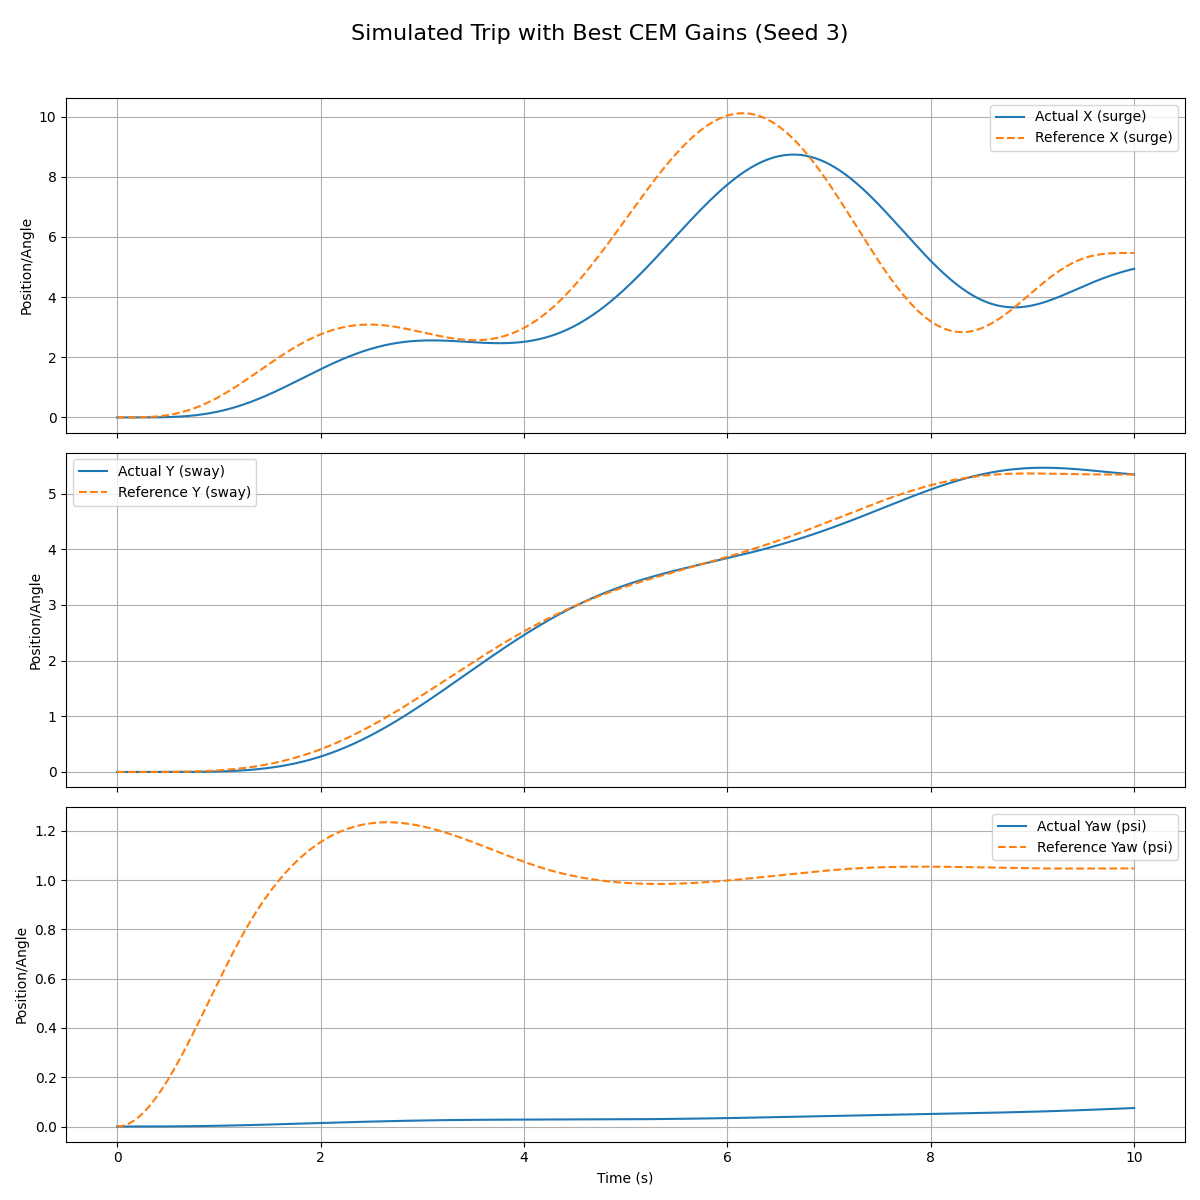 Simulated Trip with Best CEM Gains (Seed 3)
Position/Angle
10
8
6
4
2
0
Actual X (surge)
Reference X (surge)
Position/Angle
5
4
3
2
1
0
Actual Y (sway)
Reference Y (sway)
Position/Angle
1.2
1.0
0.8
0.6
0.4
0.2
0.0
Actual Yaw (psi)
Reference Yaw (psi)
0 2 4 6 8 10
Time (s)